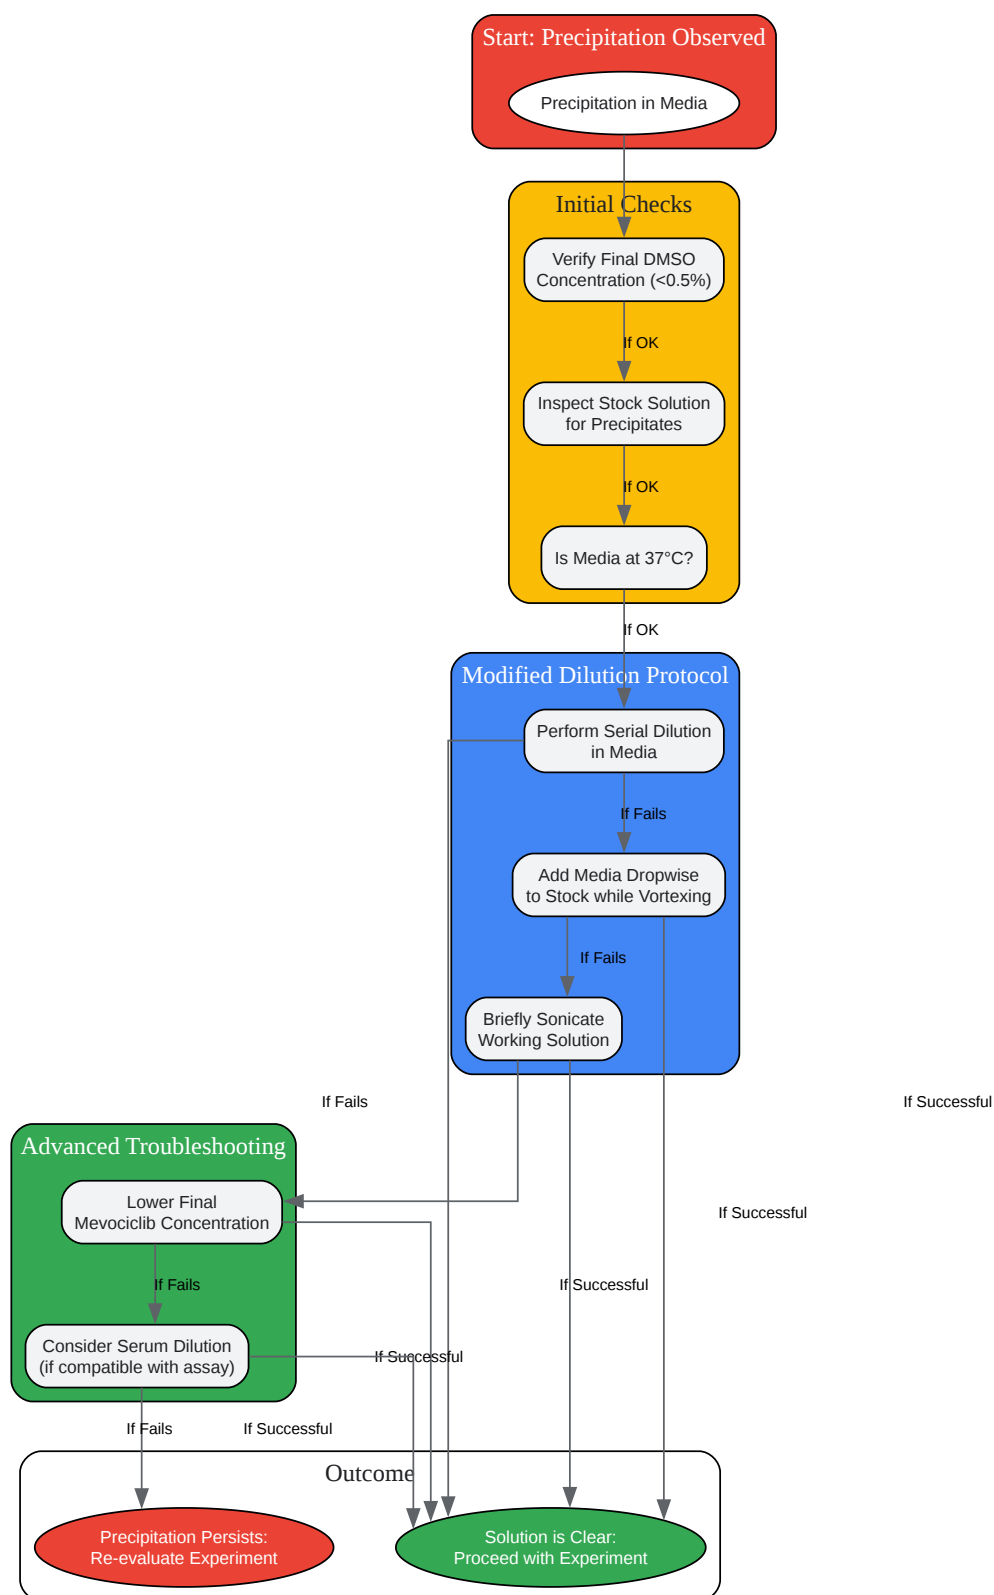 Start: Precipitation Observed
Precipitation in Media
Initial Checks
Verify Final DMSO
Concentration (<0.5%)
If OK
Inspect Stock Solution
for Precipitates
If OK
Is Media at 37°C?
If OK
Modified Dilution Protocol
Perform Serial Dilution
in Media
If Fails
Add Media Dropwise
to Stock while Vortexing
If Fails
Briefly Sonicate
Working Solution
If Fails
If Successful
Advanced Troubleshooting
Lower Final
Mevociclib Concentration
If Successful
If Fails
If Successful
Consider Serum Dilution
(if compatible with assay)
If Successful
If Fails
If Successful
Outcome
Precipitation Persists:
Re-evaluate Experiment
Solution is Clear:
Proceed with Experiment